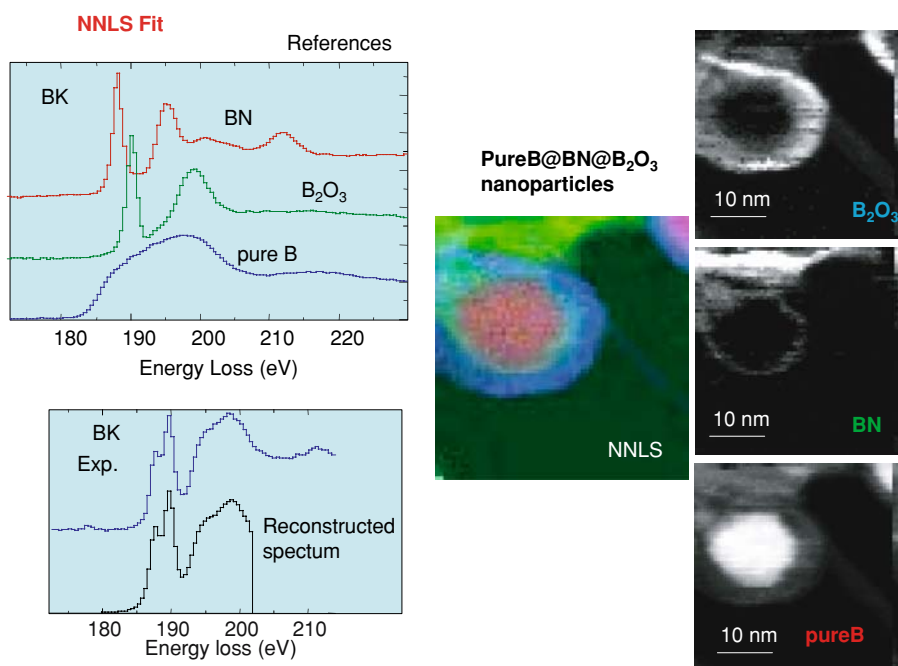 NNLS Fit
References
BK
BN
B₂O₃
pure B
180 190 200 210 220
Energy Loss (eV)
BK
Exp.
Reconstructed
spectum
180 190 200 210 220
Energy loss (eV)
PureB@BN@B₂O₃
nanoparticles
NNLS
10 nm
B₂O₃
10 nm
BN
10 nm
pureB